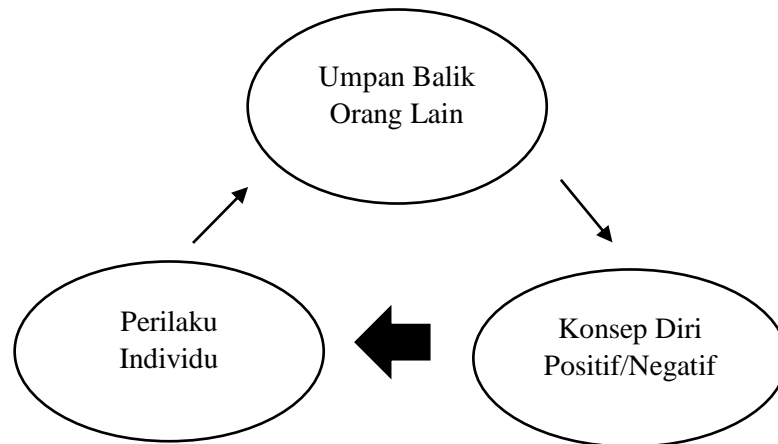 Umpan Balik
Orang Lain
Perilaku
Individu
Konsep Diri
Positif/Negatif